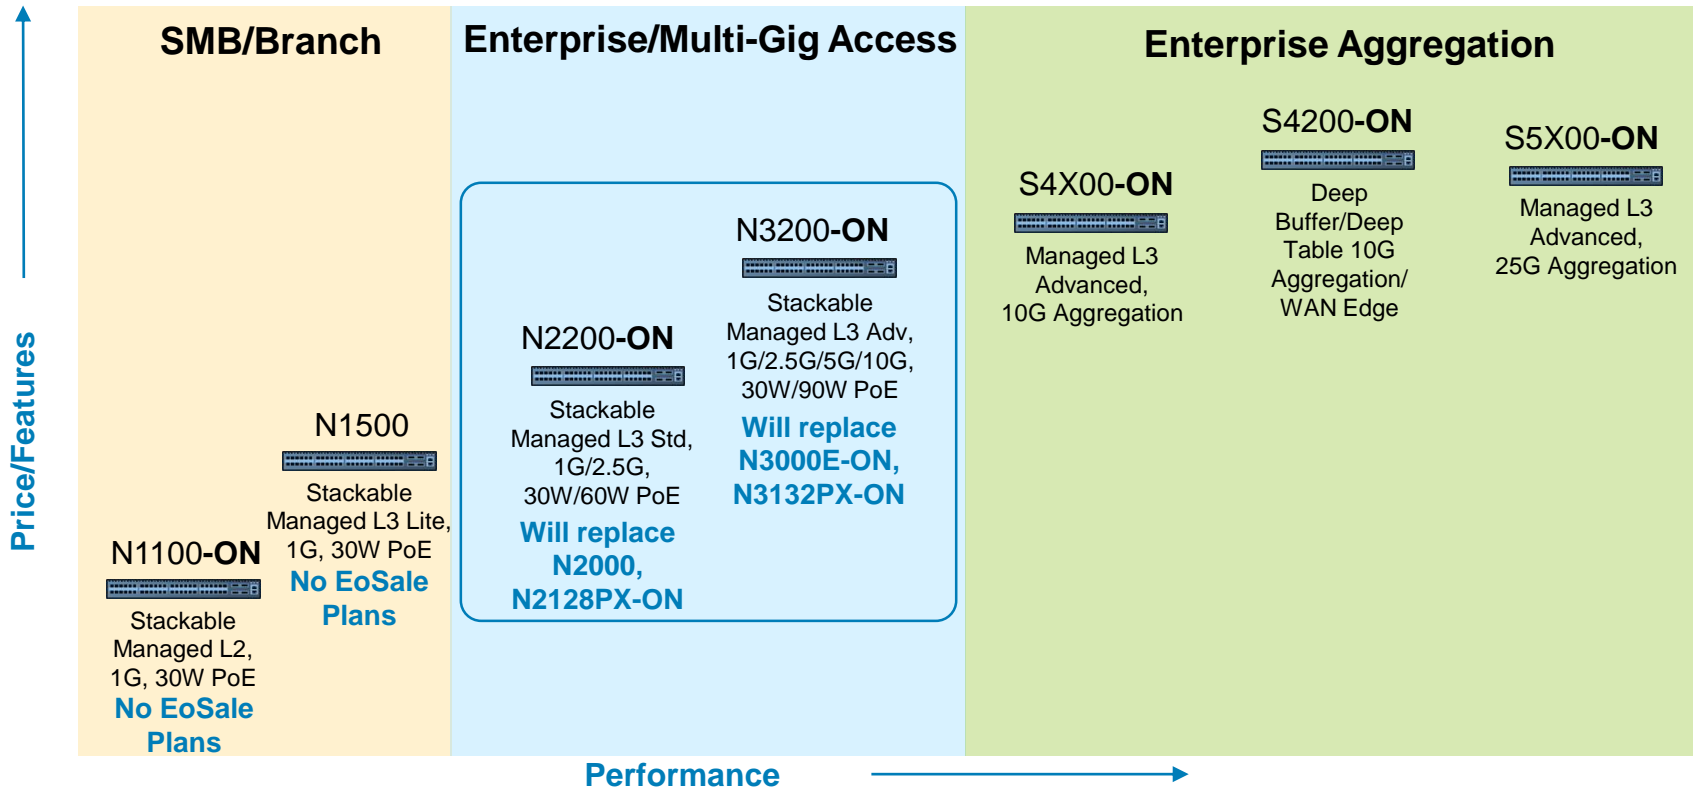 SMB/Branch
Enterprise/Multi-Gig Access
Enterprise Aggregation
Price/Features
N1100-ON
Stackable
Managed L2,
1G, 30W PoE
No EoSale
Plans
N1500
Stackable
Managed L3 Lite,
1G, 30W PoE
No EoSale
Plans
N2200-ON
Stackable
Managed L3 Std,
1G/2.5G,
30W/60W PoE
Will replace
N2000,
N2128PX-ON
N3200-ON
Stackable
Managed L3 Adv,
1G/2.5G/5G/10G,
30W/90W PoE
Will replace
N3000E-ON,
N3132PX-ON
S4X00-ON
Managed L3
Advanced,
10G Aggregation
S4200-ON
Deep
Buffer/Deep
Table 10G
Aggregation/
WAN Edge
S5X00-ON
Managed L3
Advanced,
25G Aggregation
Performance